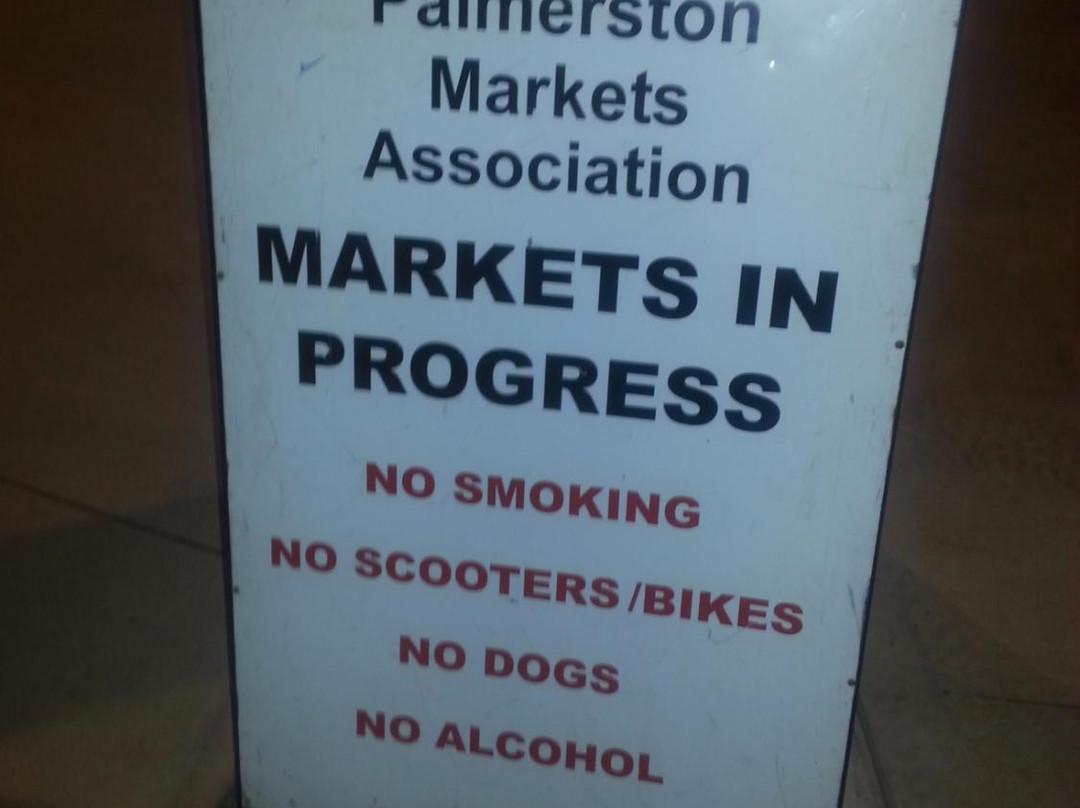 Palmerston
Markets
Association
MARKETS IN
PROGRESS
NO SMOKING
NO SCOOTERS/BIKES
NO DOGS
NO ALCOHOL